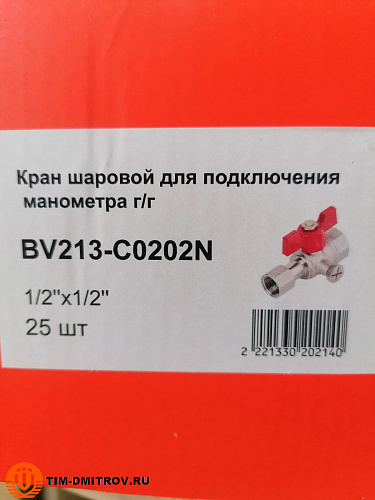 Кран шаровой для подключения
манометра г/г
BV213-C0202N
1/2"x1/2"
25 шт
2 221330 202140
TIM-DMITROV.RU